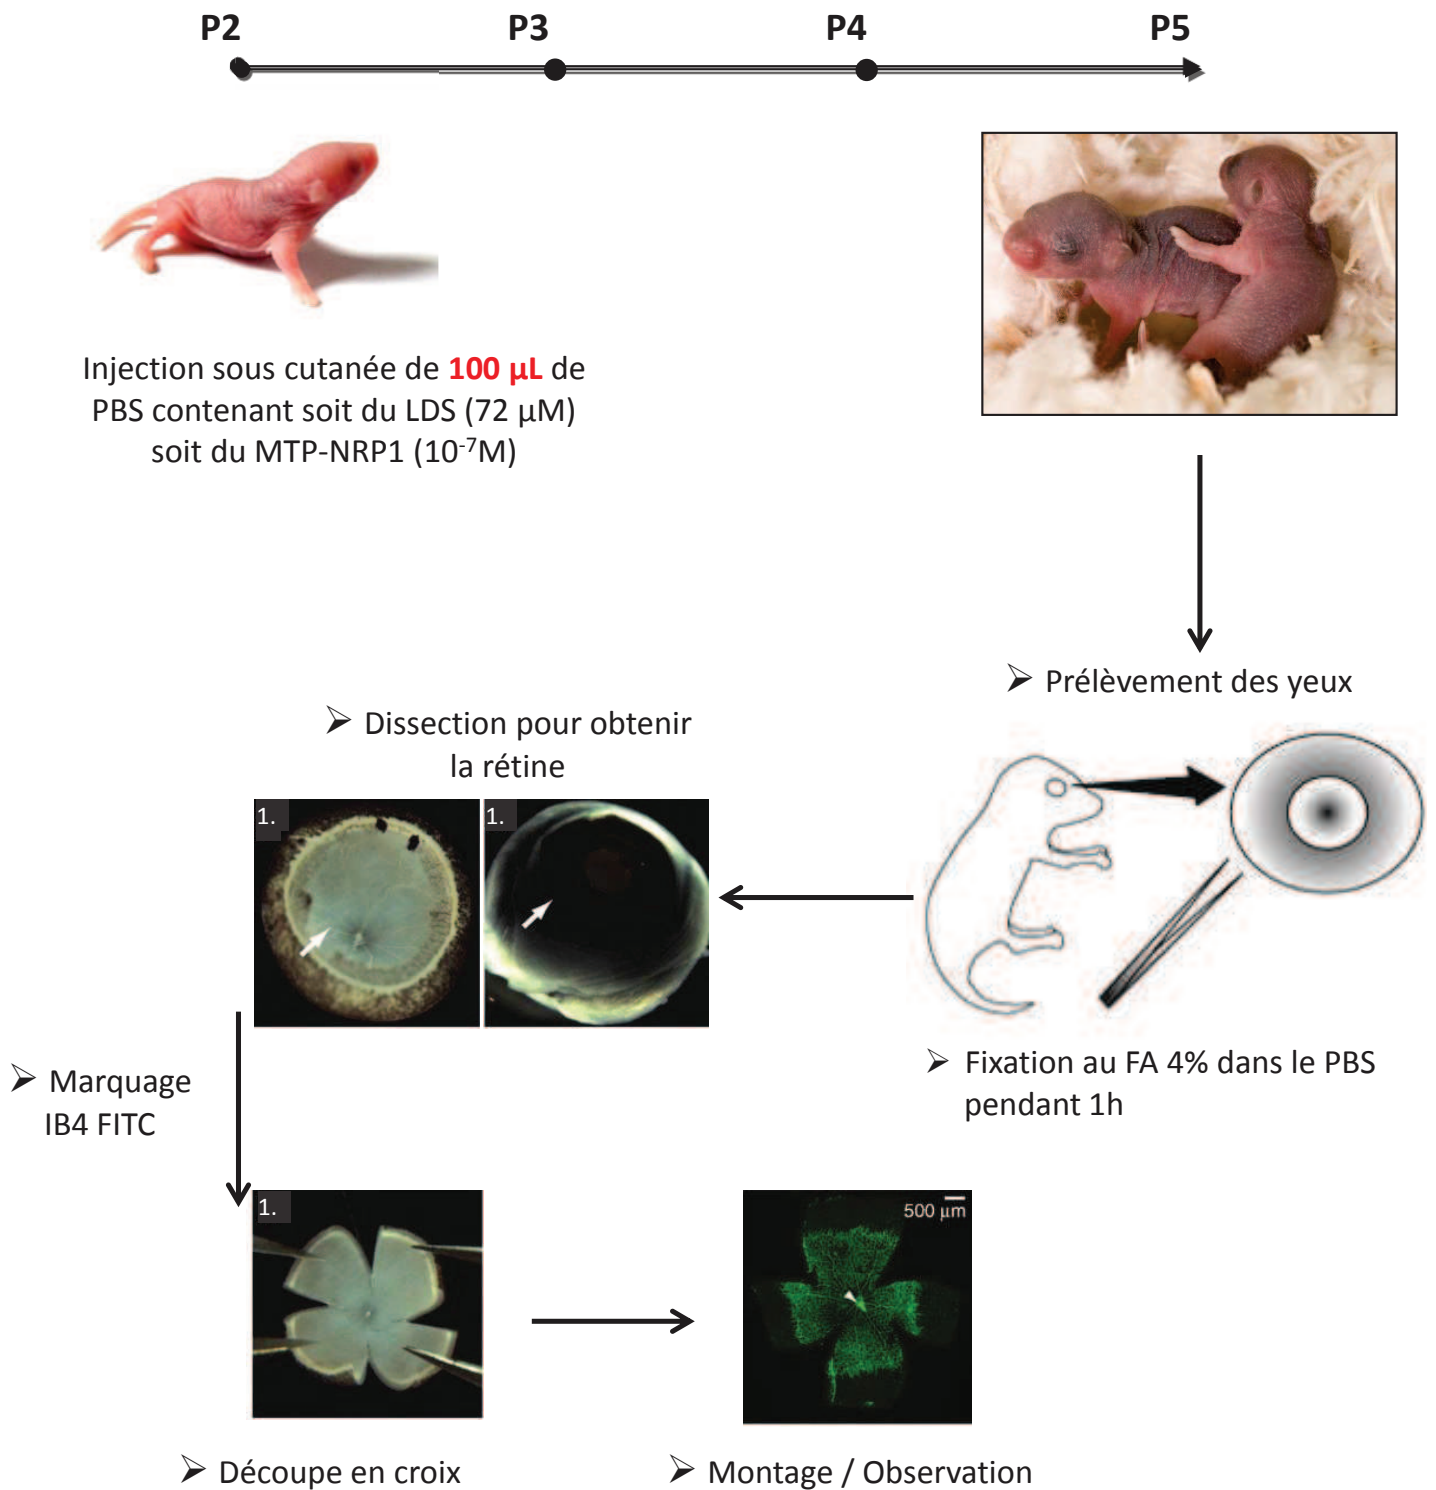 P2 P3 P4 P5
Injection sous cutanée de 100 µL de
PBS contenant soit du LDS (72 µM)
soit du MTP-NRP1 (10⁻⁷M)
➢ Prélèvement des yeux
➢ Fixation au FA 4% dans le PBS
pendant 1h
➢ Dissection pour obtenir
la rétine
1.
1.
➢ Marquage
IB4 FITC
1.
➢ Découpe en croix
500 µm
➢ Montage / Observation